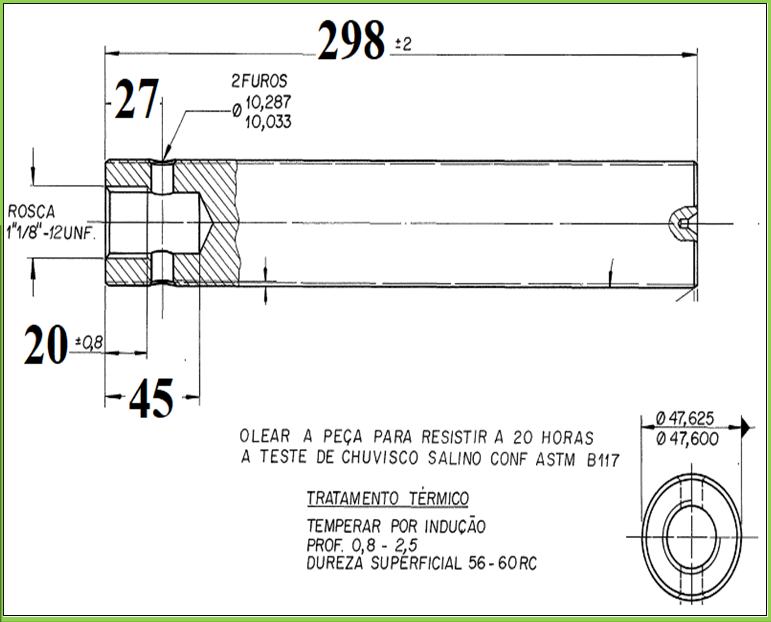 298 ±2
27
2 FUROS
Ø 10,287
10,033
ROSCA
1"1/8"-12UNF.
20 ±0,8
45
Ø 47,625
Ø 47,600
OLEAR A PEÇA PARA RESISTIR A 20 HORAS
A TESTE DE CHUVISCO SALINO CONF ASTM B117
TRATAMENTO TÉRMICO
TEMPERAR POR INDUÇÃO
PROF. 0,8 - 2,5
DUREZA SUPERFICIAL 56-60RC